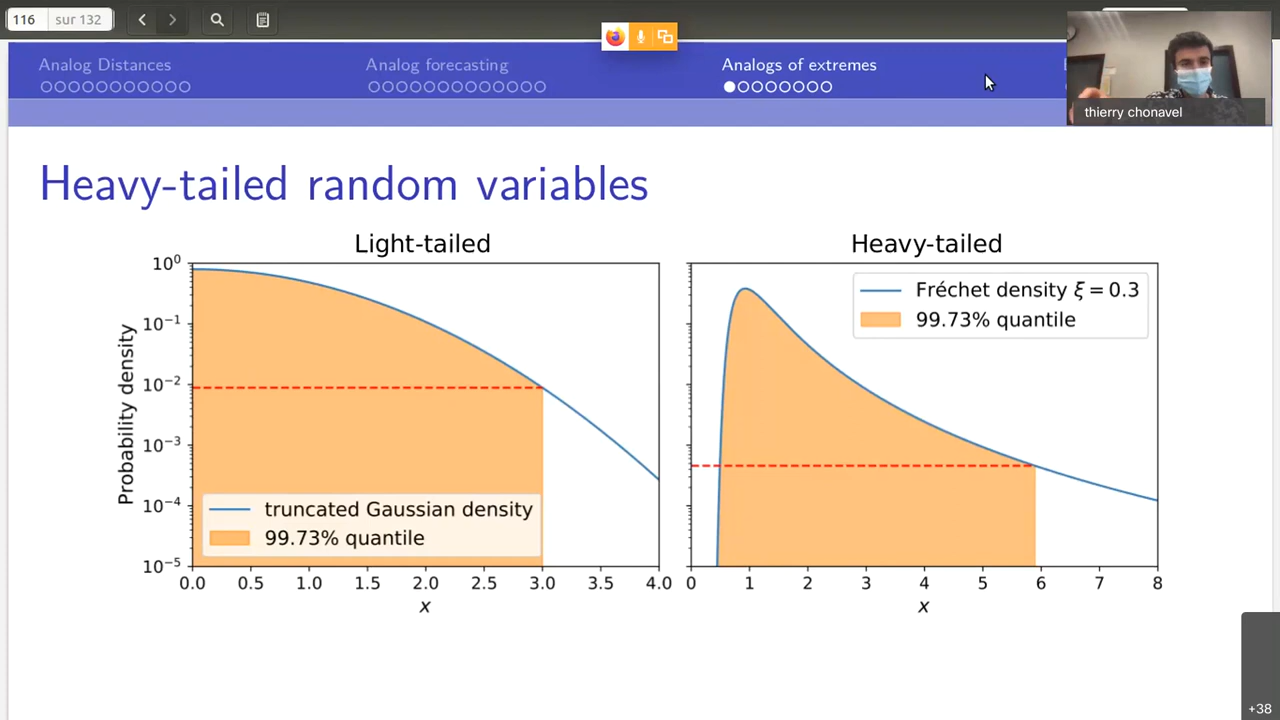 116 sur 132
Analog Distances
Analog forecasting
Analogs of extremes
thierry chonavel
Heavy-tailed random variables
Light-tailed
Heavy-tailed
Probability density
10⁰
10⁻¹
10⁻²
10⁻³
10⁻⁴
10⁻⁵
truncated Gaussian density
99.73% quantile
0.0 0.5 1.0 1.5 2.0 2.5 3.0 3.5 4.0
x
Fréchet density ξ = 0.3
99.73% quantile
0 1 2 3 4 5 6 7 8
x
+38